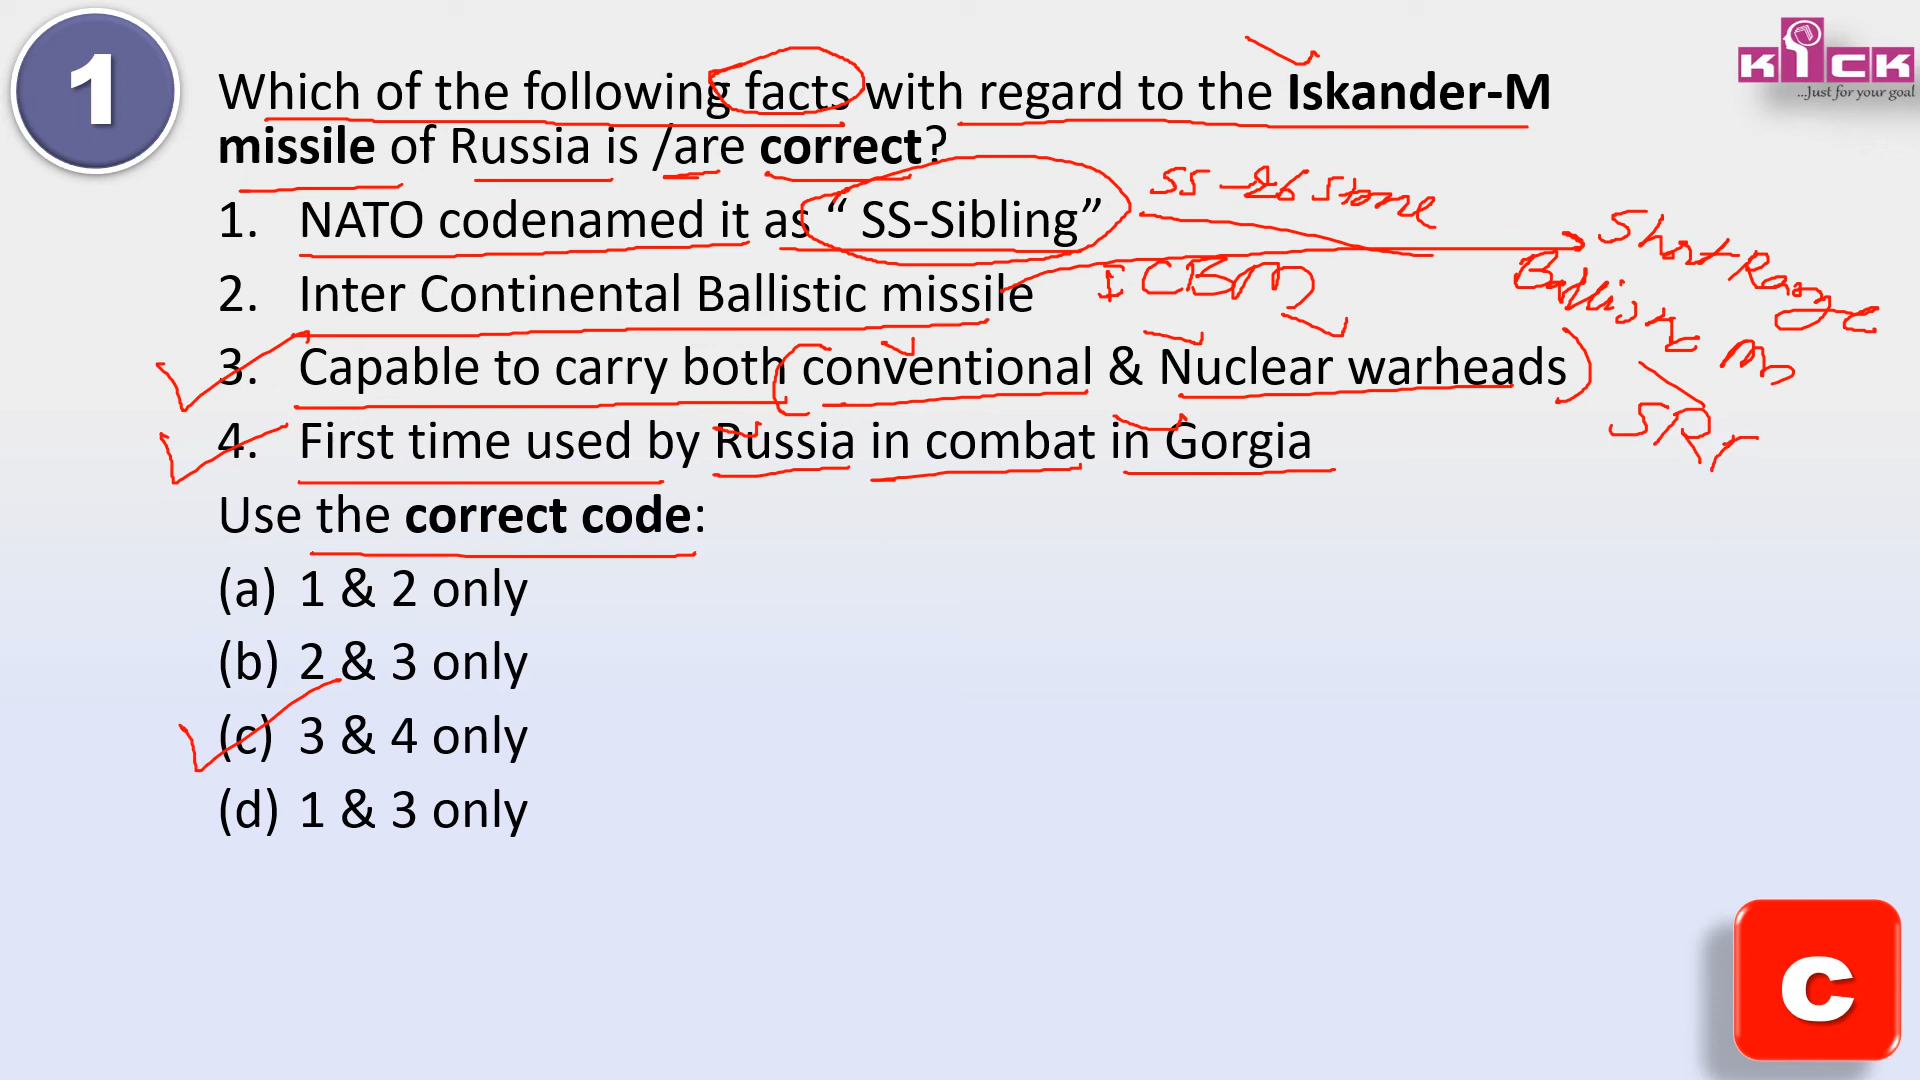 1
Which of the following facts with regard to the Iskander-M
missile of Russia is /are correct?
1. NATO codenamed it as “ SS-Sibling”
SS-26 Stone
2. Inter Continental Ballistic missile
ICBM
Short Range
Ballistic M
3. Capable to carry both conventional & Nuclear warheads
4. First time used by Russia in combat in Gorgia
Use the correct code:
(a) 1 & 2 only
(b) 2 & 3 only
(c) 3 & 4 only
(d) 1 & 3 only
KICK
...Just for your goal
C